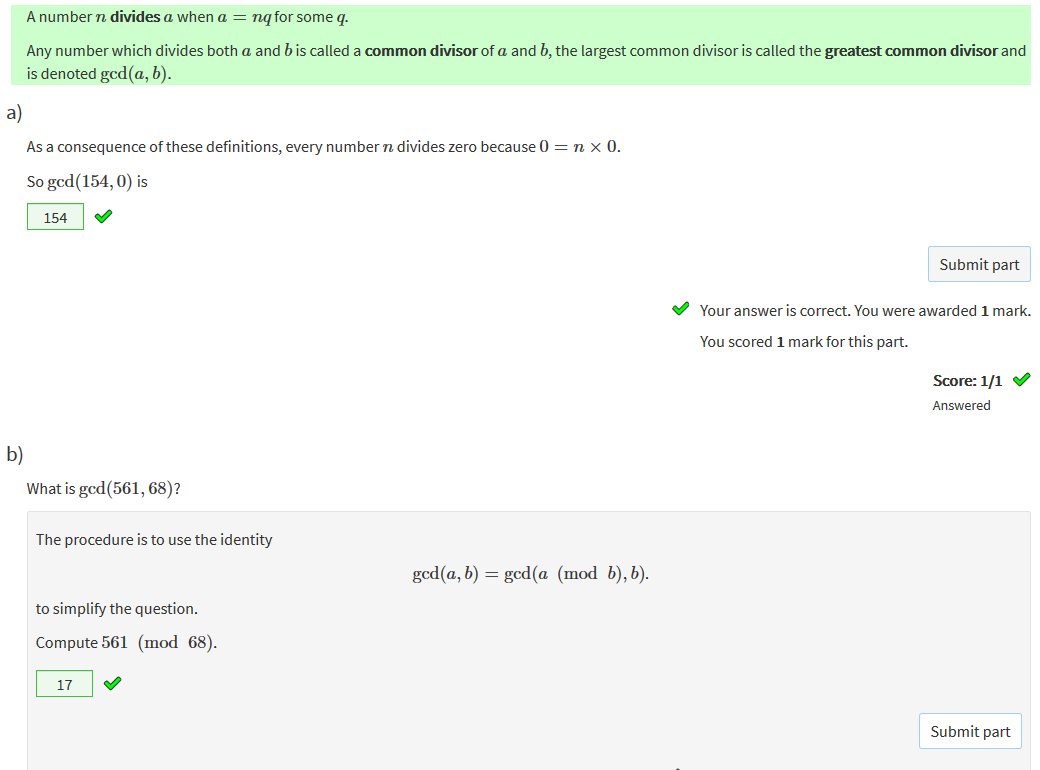 A number n divides a when a = nq for some q.
Any number which divides both a and b is called a common divisor of a and b, the largest common divisor is called the greatest common divisor and
is denoted gcd(a, b).
a)
As a consequence of these definitions, every number n divides zero because 0 = n × 0.
So gcd(154, 0) is
154
Submit part
Your answer is correct. You were awarded 1 mark.
You scored 1 mark for this part.
Score: 1/1
Answered
b)
What is gcd(561, 68)?
The procedure is to use the identity
gcd(a, b) = gcd(a (mod b), b).
to simplify the question.
Compute 561 (mod 68).
17
Submit part